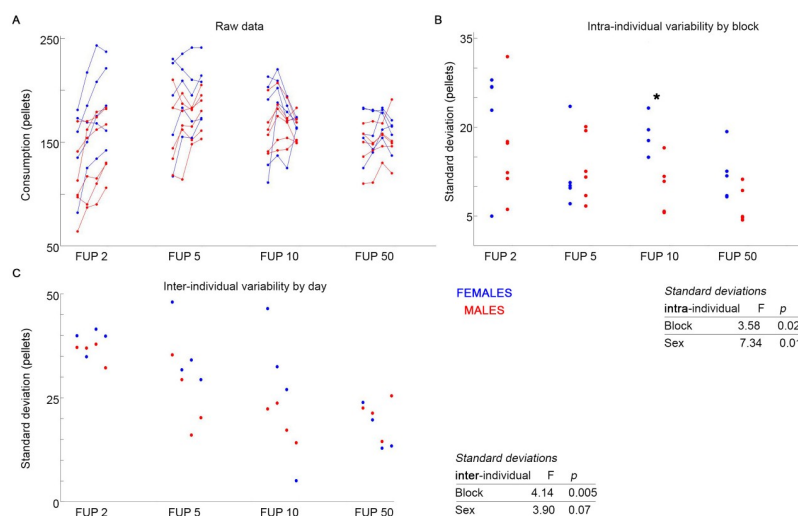 A
Raw data
250
150
50
Consumption (pellets)
FUP 2 FUP 5 FUP 10 FUP 50
B
Intra-individual variability by block
35
20
5
Standard deviation (pellets)
*
FUP 2 FUP 5 FUP 10 FUP 50
C
Inter-individual variability by day
50
25
0
Standard deviation (pellets)
FUP 2 FUP 5 FUP 10 FUP 50
FEMALES
MALES
Standard deviations
intra-individual F p
Block 3.58 0.02
Sex 7.34 0.01
Standard deviations
inter-individual F p
Block 4.14 0.005
Sex 3.90 0.07